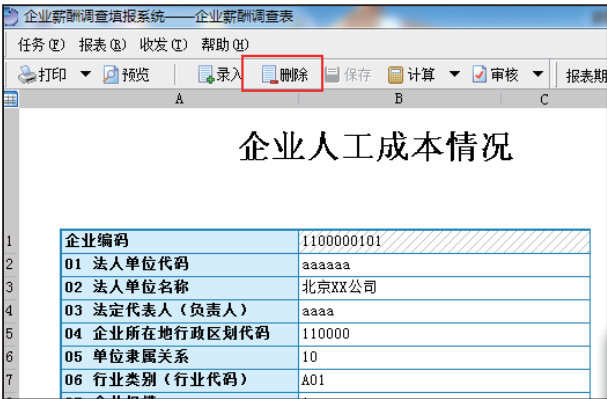 企业薪酬调查填报系统——企业薪酬调查表
任务(F) 报表(R) 收发(T) 帮助(H)
打印 预览 录入 删除 保存 计算 审核 报表期
A B C
企业人工成本情况
1 企业编码 1100000101
2 01 法人单位代码 aaaaaa
3 02 法人单位名称 北京XX公司
4 03 法定代表人（负责人） aaaa
5 04 企业所在地行政区划代码 110000
6 05 单位隶属关系 10
7 06 行业类别（行业代码） A01